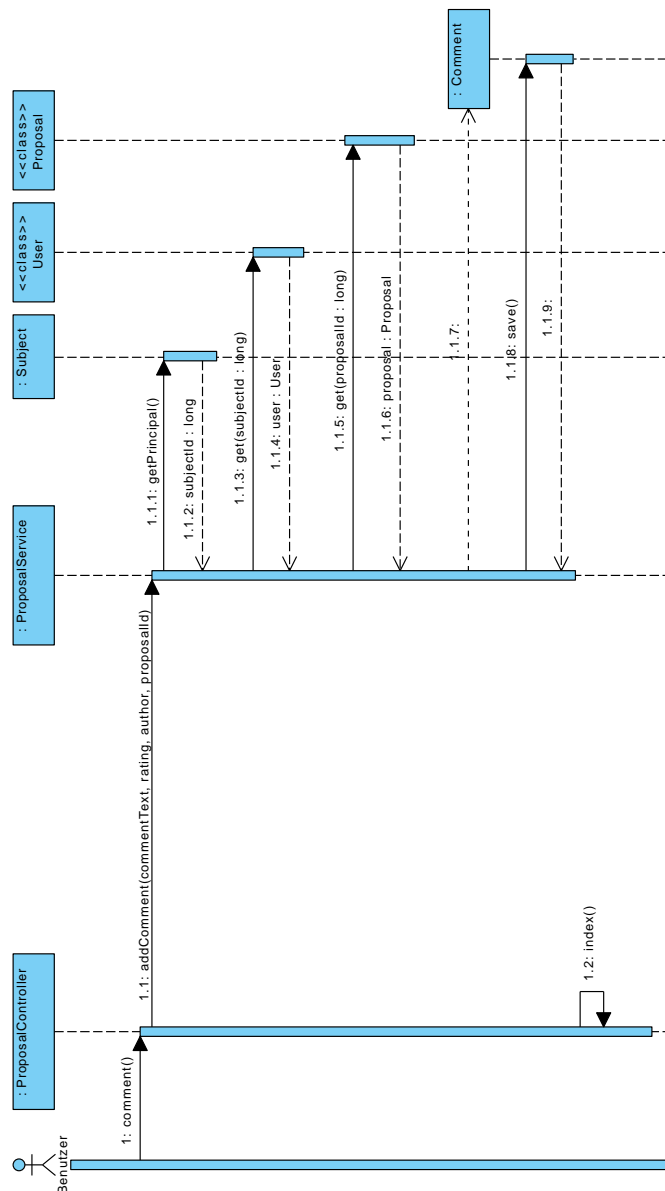 Benutzer
: ProposalController
: ProposalService
: Subject
<<class>>
User
<<class>>
Proposal
: Comment
1: comment()
1.1: addComment(commentText, rating, author, proposalId)
1.1.1: getPrincipal()
1.1.2: subjectId : long
1.1.3: get(subjectId : long)
1.1.4: user : User
1.1.5: get(proposalId : long)
1.1.6: proposal : Proposal
1.1.7:
1.1.8: save()
1.1.9:
1.2: index()